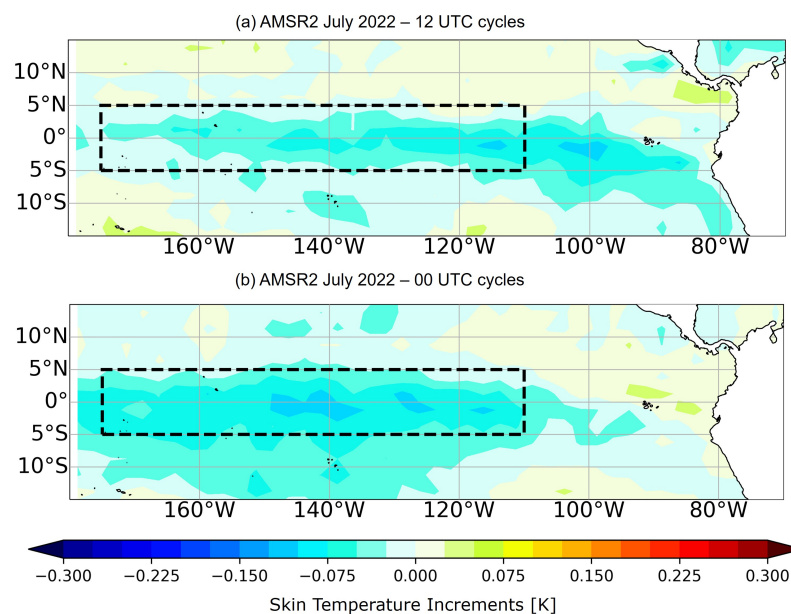 (a) AMSR2 July 2022 – 12 UTC cycles
10°N
5°N
0°
5°S
10°S
160°W 140°W 120°W 100°W 80°W
(b) AMSR2 July 2022 – 00 UTC cycles
10°N
5°N
0°
5°S
10°S
160°W 140°W 120°W 100°W 80°W
−0.300 −0.225 −0.150 −0.075 0.000 0.075 0.150 0.225 0.300
Skin Temperature Increments [K]